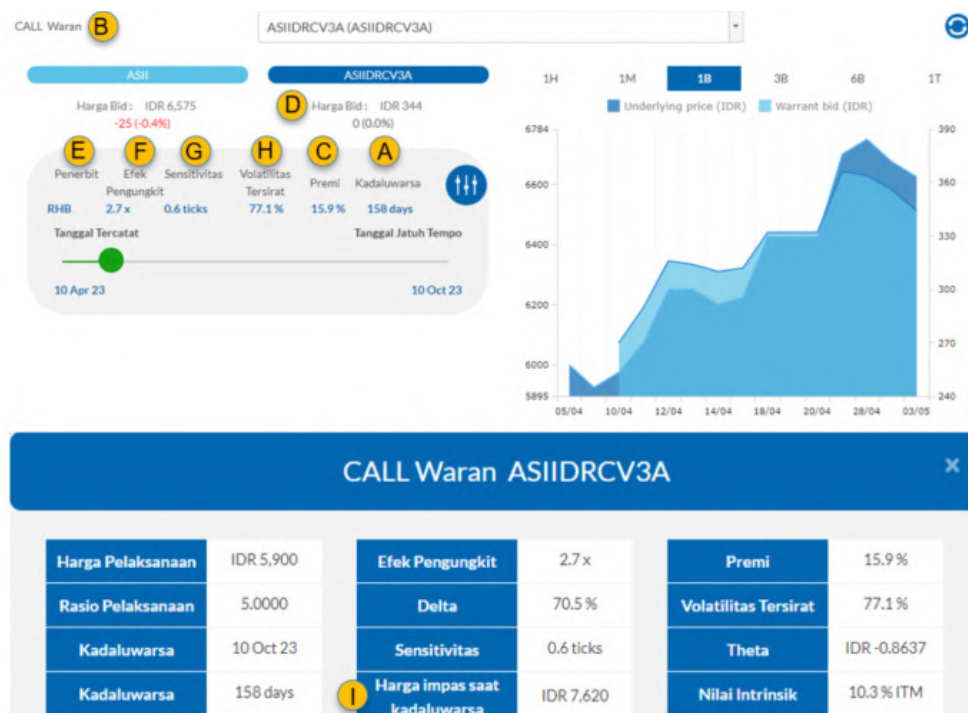 CALL Waran B ASIIDRCV3A (ASIIDRCV3A)
ASII ASIIDRCV3A
Harga Bid : IDR 6,575
-25 (-0.4%)
D Harga Bid : IDR 344
0 (0.0%)
E F G H C A
Penerbit Efek Pengungkit Sensitivitas Volatilitas Tersirat Premi Kadaluwarsa
RHB 2.7 x 0.6 ticks 77.1 % 15.9 % 158 days
Tanggal Tercatat Tanggal Jatuh Tempo
10 Apr 23 10 Oct 23
1H 1M 1B 3B 6B 1T
Underlying price (IDR) Warrant bid (IDR)
6784 390
6600 360
6400 330
6200 300
270
6000
5895 240
05/04 10/04 12/04 14/04 18/04 20/04 28/04 03/05
CALL Waran ASIIDRCV3A ×
Harga Pelaksanaan IDR 5,900 Efek Pengungkit 2.7 x Premi 15.9 %
Rasio Pelaksanaan 5.0000 Delta 70.5 % Volatilitas Tersirat 77.1 %
Kadaluwarsa 10 Oct 23 Sensitivitas 0.6 ticks Theta IDR -0.8637
Kadaluwarsa 158 days I Harga impas saat kadaluwarsa IDR 7,620 Nilai Intrinsik 10.3 % ITM